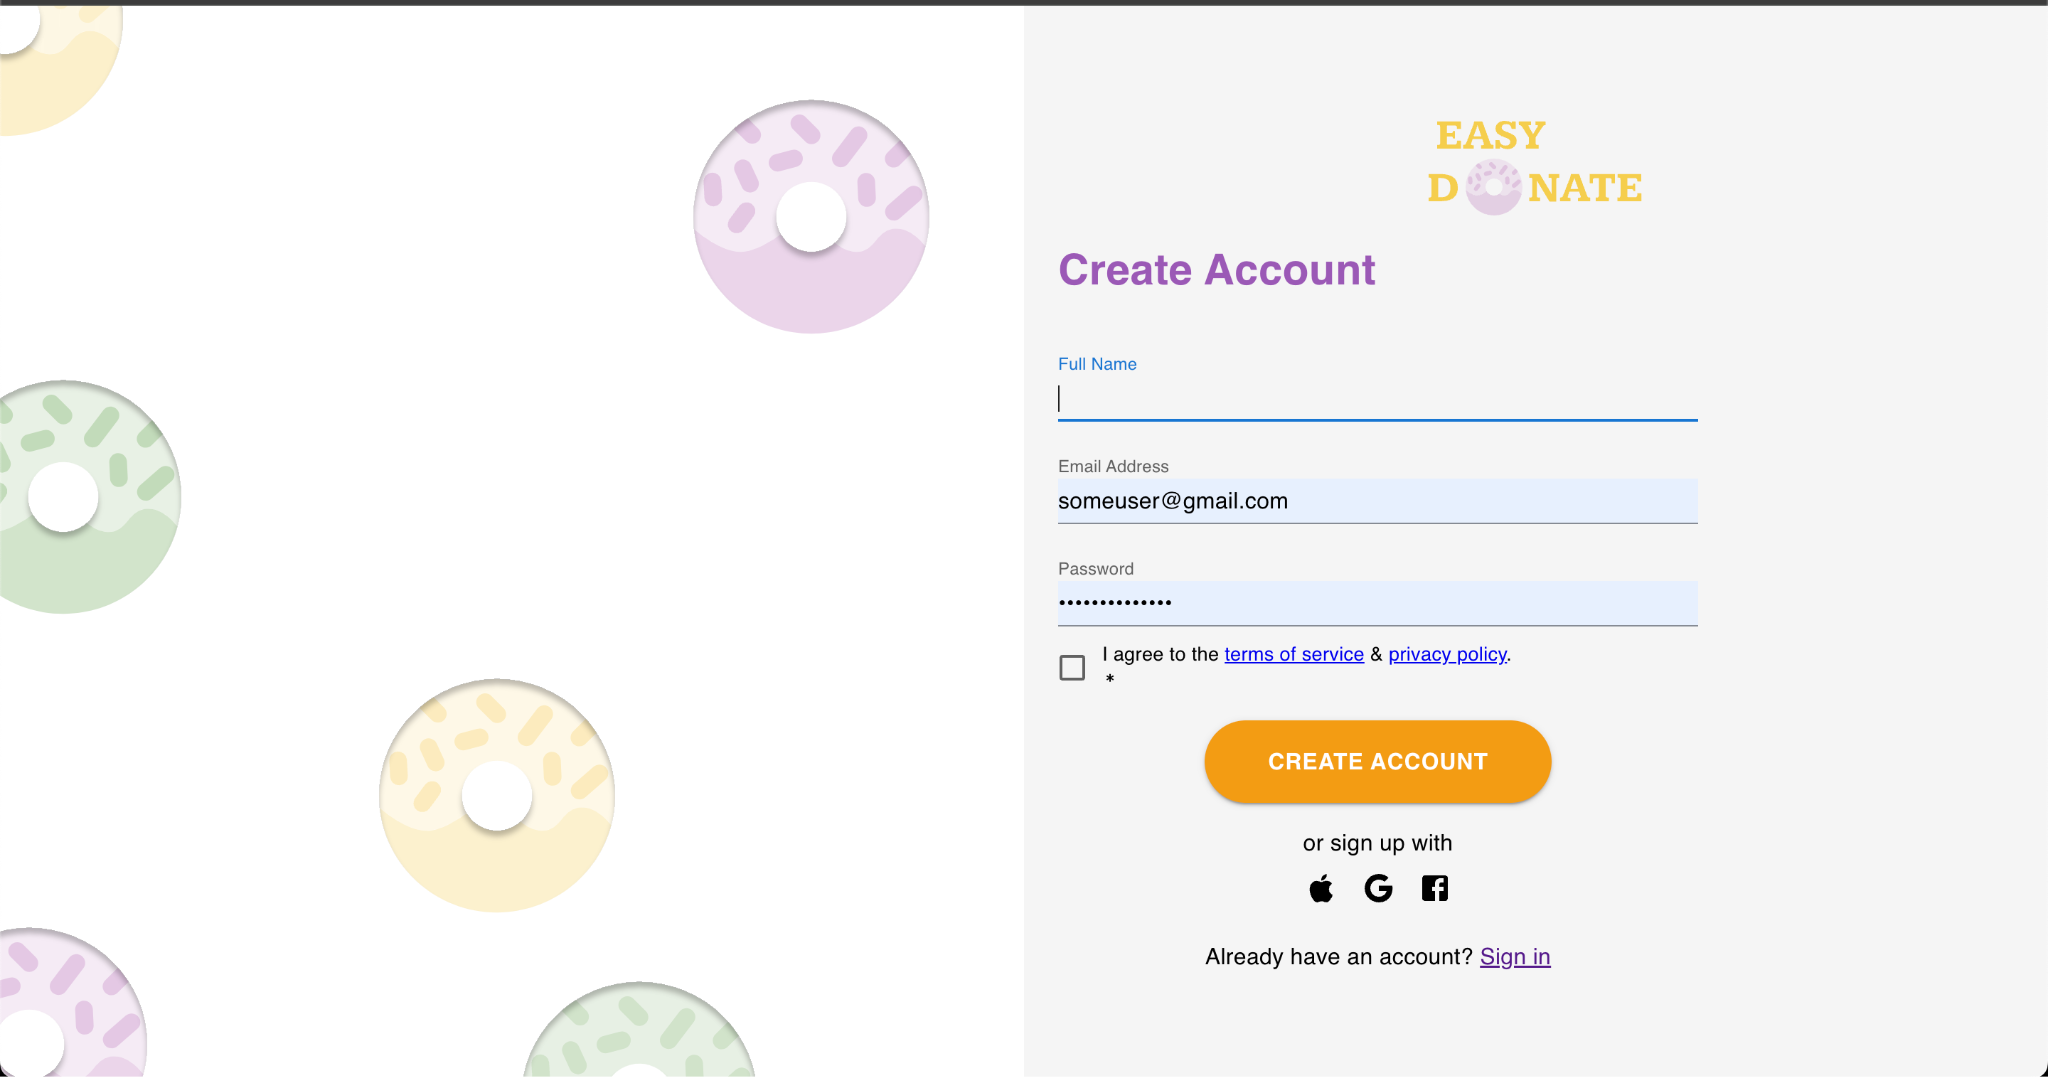 EASY
D NATE
Create Account
Full Name
Email Address
someuser@gmail.com
Password
••••••••••••••
I agree to the terms of service & privacy policy.
*
CREATE ACCOUNT
or sign up with
Already have an account? Sign in